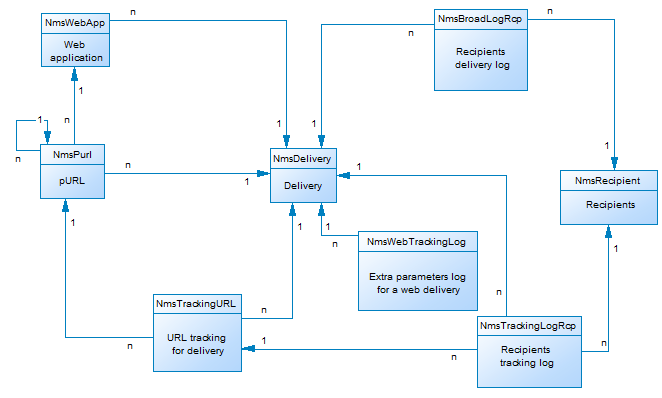 NmsWebApp
Web
application
n
NmsBroadLogRcp
Recipients
delivery log
n
n
1
n
1
1
1
1
n
NmsPurl
pURL
n
1
NmsDelivery
Delivery
1
NmsRecipient
Recipients
1
1
1
n
1
NmsWebTrackingLog
Extra parameters log
for a web delivery
n
NmsTrackingURL
URL tracking
for delivery
n
n
1
n
NmsTrackingLogRcp
Recipients
tracking log
n